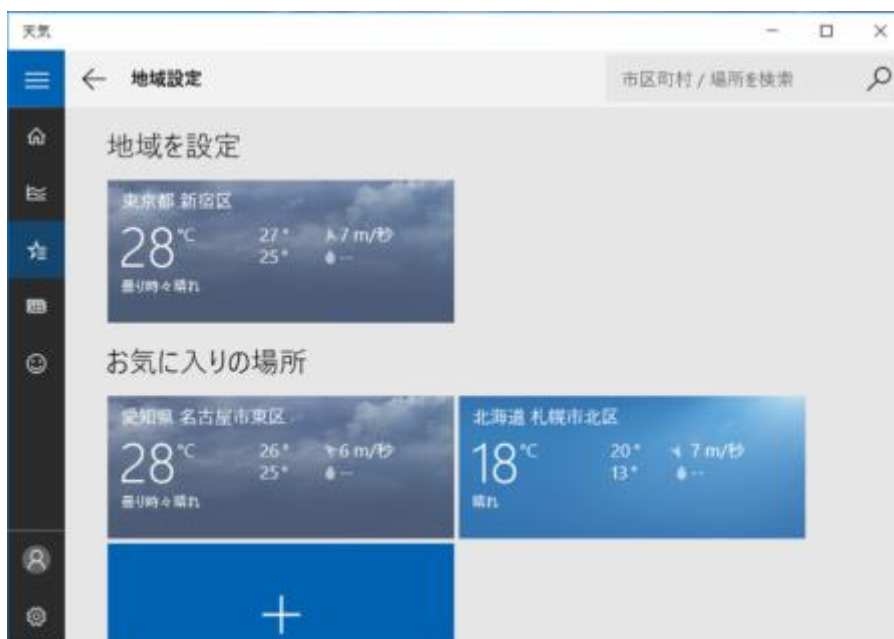 天気
地域設定
市区町村 / 場所を検索
地域を設定
東京都 新宿区
28°C
27°
25°
7 m/秒
--
曇り時々晴れ
お気に入りの場所
愛知県 名古屋市東区
28°C
26°
25°
6 m/秒
--
曇り時々晴れ
北海道 札幌市北区
18°C
20°
13°
7 m/秒
--
晴れ